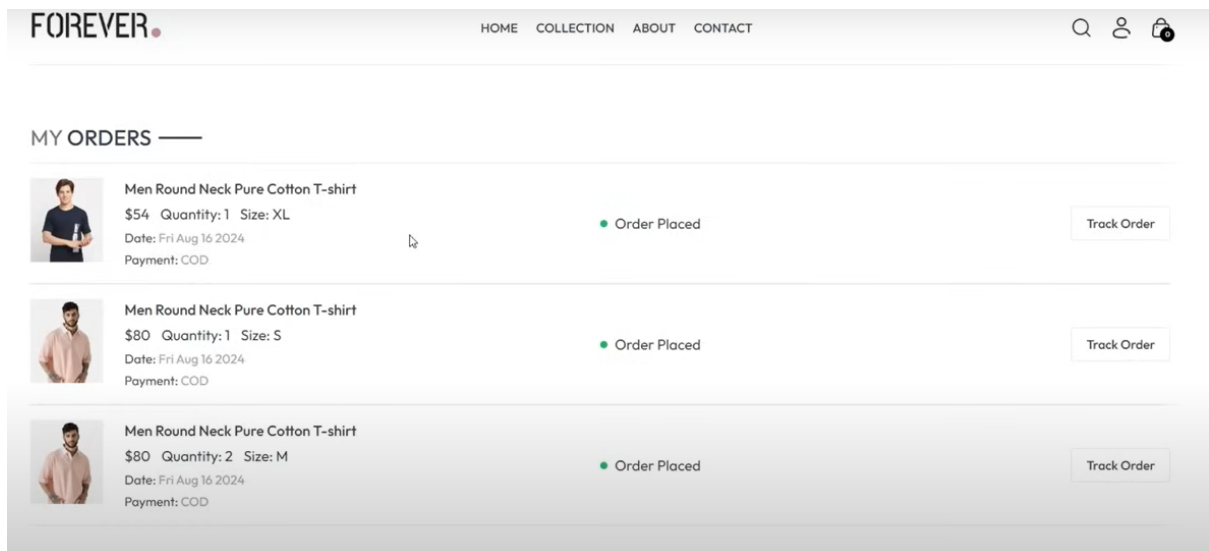 FOREVER.
HOME COLLECTION ABOUT CONTACT
0
MY ORDERS
Men Round Neck Pure Cotton T-shirt
$54 Quantity: 1 Size: XL
Date: Fri Aug 16 2024
Payment: COD
Order Placed
Track Order
Men Round Neck Pure Cotton T-shirt
$80 Quantity: 1 Size: S
Date: Fri Aug 16 2024
Payment: COD
Order Placed
Track Order
Men Round Neck Pure Cotton T-shirt
$80 Quantity: 2 Size: M
Date: Fri Aug 16 2024
Payment: COD
Order Placed
Track Order